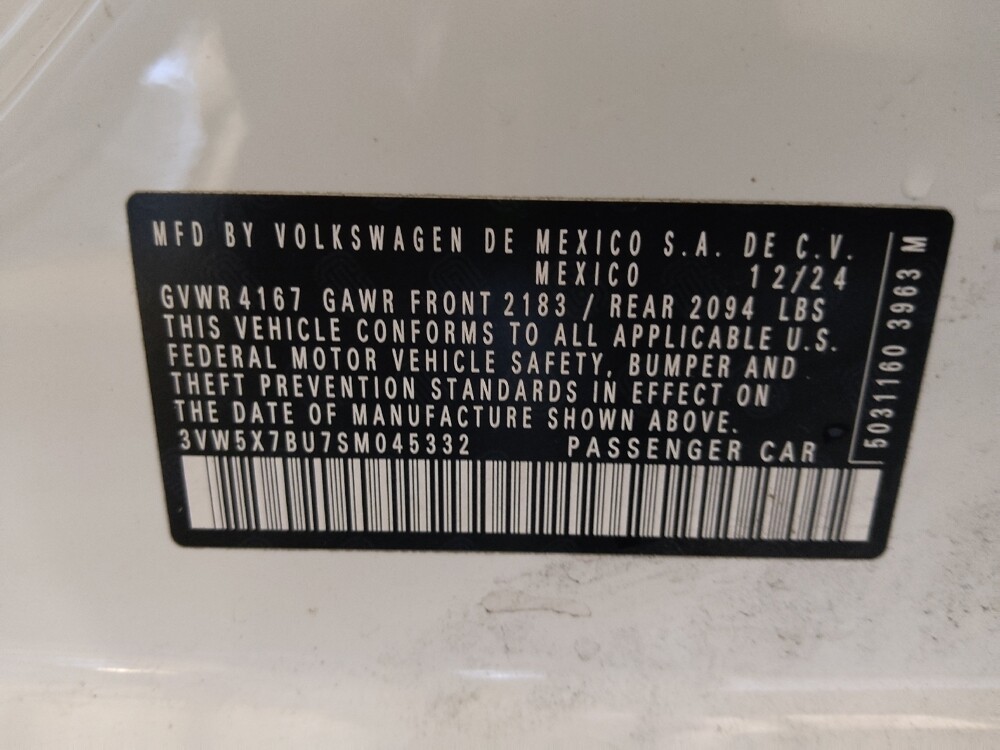 MFD BY VOLKSWAGEN DE MEXICO S.A. DE C.V.
MEXICO 12/24
GVWR 4167 GAWR FRONT 2183 / REAR 2094 LBS
THIS VEHICLE CONFORMS TO ALL APPLICABLE U.S.
FEDERAL MOTOR VEHICLE SAFETY, BUMPER AND
THEFT PREVENTION STANDARDS IN EFFECT ON
THE DATE OF MANUFACTURE SHOWN ABOVE.
3VW5X7BU7SM045332 PASSENGER CAR
5031160 3963 M